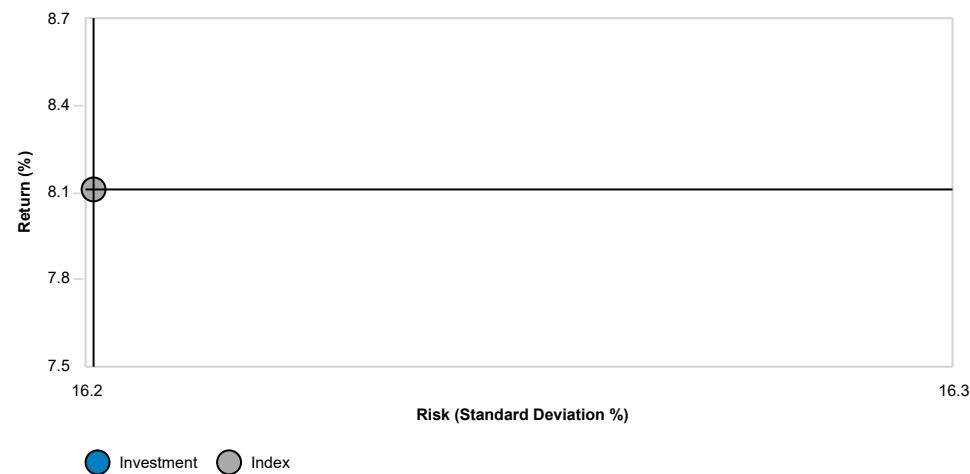 8.7
8.4
8.1
7.8
7.5
Return (%)
16.2 16.3
Risk (Standard Deviation %)
Investment Index